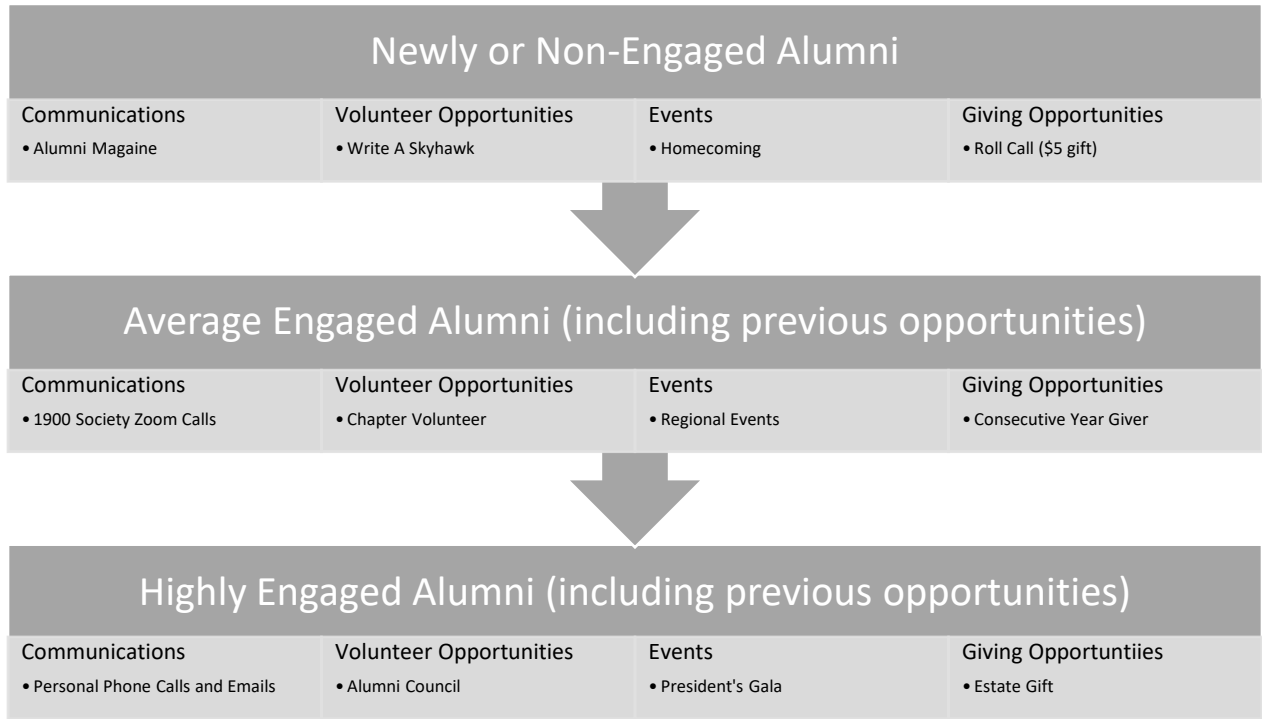 Newly or Non-Engaged Alumni
Communications
• Alumni Magaine
Volunteer Opportunities
• Write A Skyhawk
Events
• Homecoming
Giving Opportunities
• Roll Call ($5 gift)
Average Engaged Alumni (including previous opportunities)
Communications
• 1900 Society Zoom Calls
Volunteer Opportunities
• Chapter Volunteer
Events
• Regional Events
Giving Opportunities
• Consecutive Year Giver
Highly Engaged Alumni (including previous opportunities)
Communications
• Personal Phone Calls and Emails
Volunteer Opportunities
• Alumni Council
Events
• President's Gala
Giving Opportuntiies
• Estate Gift